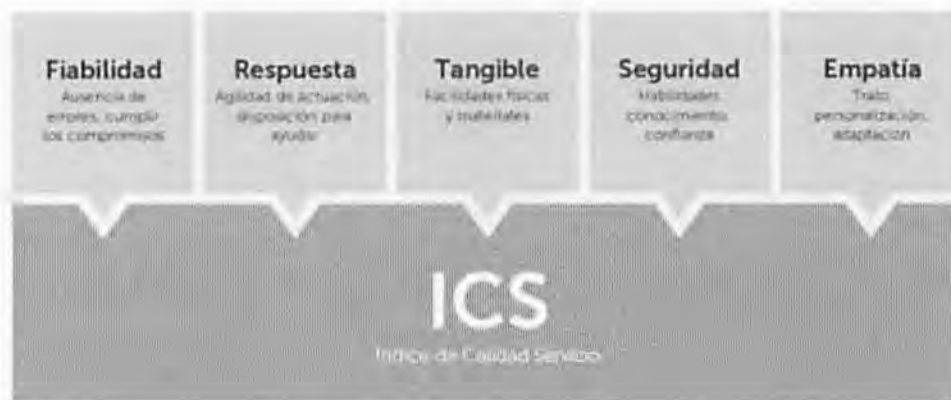 Fiabilidad
Ausencia de
errores, cumplir
los compromisos
Respuesta
Agilidad de actuación,
disposición para
ayudar
Tangible
Facilidades físicas
y materiales
Seguridad
Habilidades,
conocimiento,
confianza
Empatía
Trato,
personalización,
adaptación
ICS
Índice de Calidad Servicio